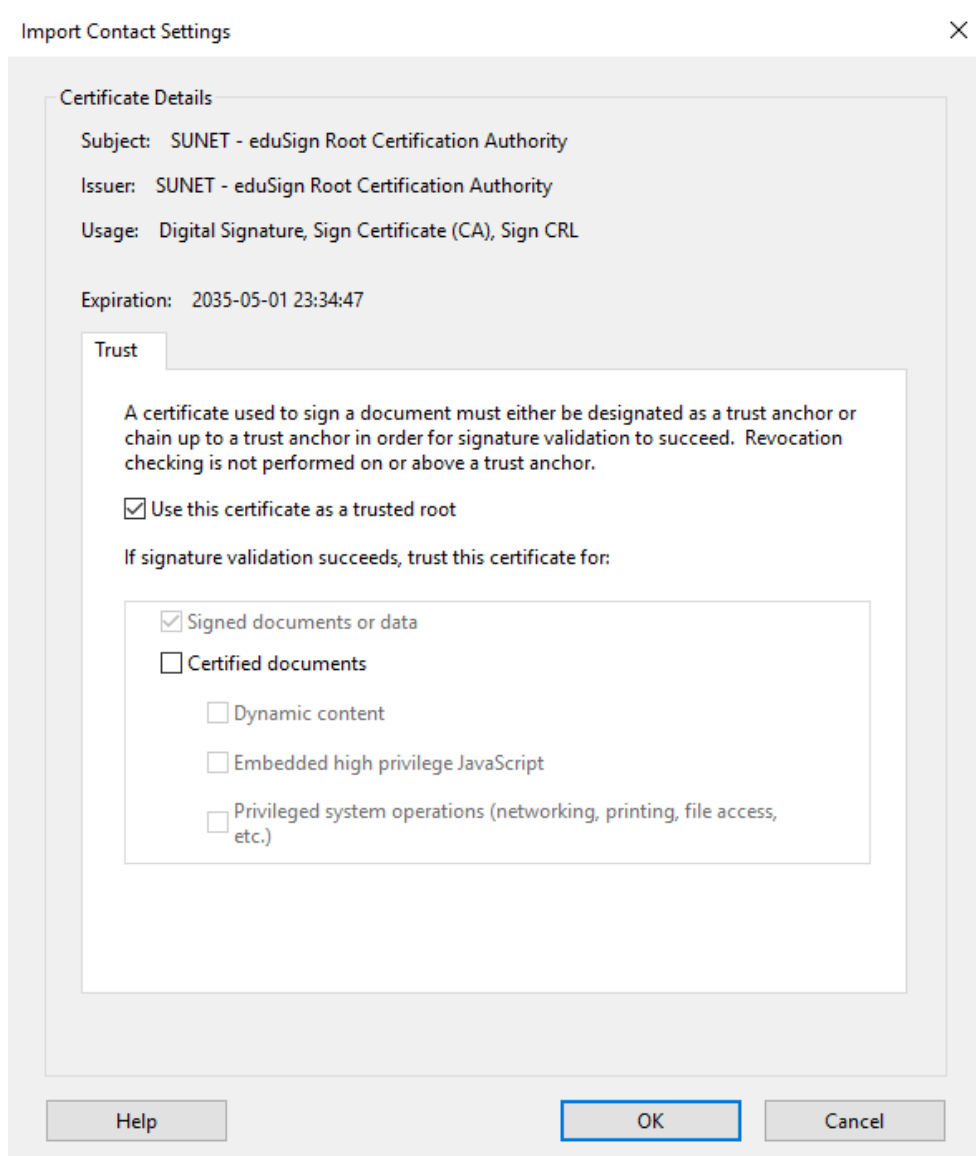 Import Contact Settings
Certificate Details
Subject: SUNET - eduSign Root Certification Authority
Issuer: SUNET - eduSign Root Certification Authority
Usage: Digital Signature, Sign Certificate (CA), Sign CRL
Expiration: 2035-05-01 23:34:47
Trust
A certificate used to sign a document must either be designated as a trust anchor or
chain up to a trust anchor in order for signature validation to succeed. Revocation
checking is not performed on or above a trust anchor.
Use this certificate as a trusted root
If signature validation succeeds, trust this certificate for:
Signed documents or data
Certified documents
Dynamic content
Embedded high privilege JavaScript
Privileged system operations (networking, printing, file access,
etc.)
Help
OK
Cancel